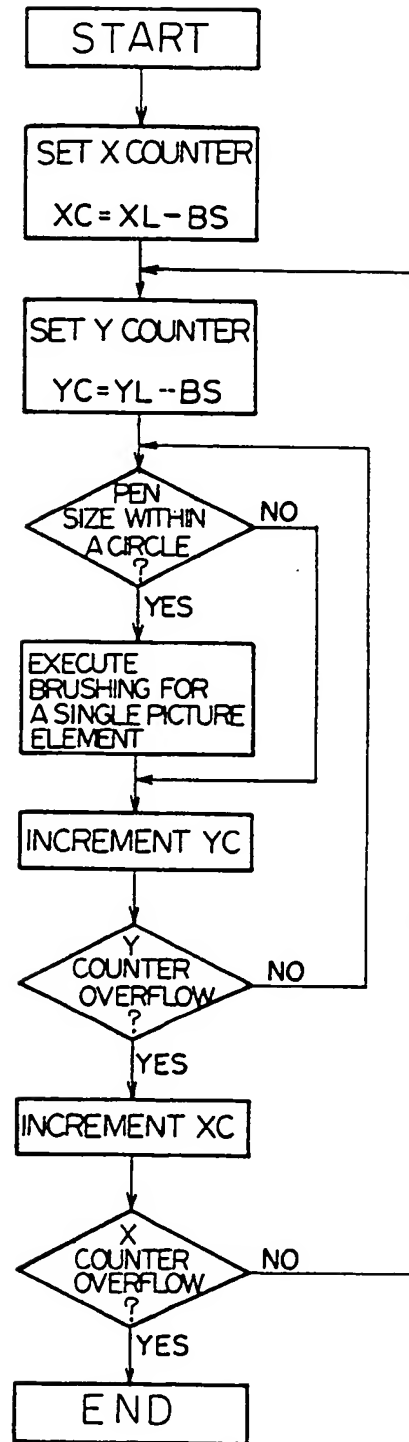 START
SET X COUNTER
XC=XL-BS
SET Y COUNTER
YC=YL--BS
PEN
SIZE WITHIN
A CIRCLE
?
NO
YES
EXECUTE
BRUSHING FOR
A SINGLE PICTURE
ELEMENT
INCREMENT YC
Y
COUNTER
OVERFLOW
?
NO
YES
INCREMENT XC
X
COUNTER
OVERFLOW
?
NO
YES
END